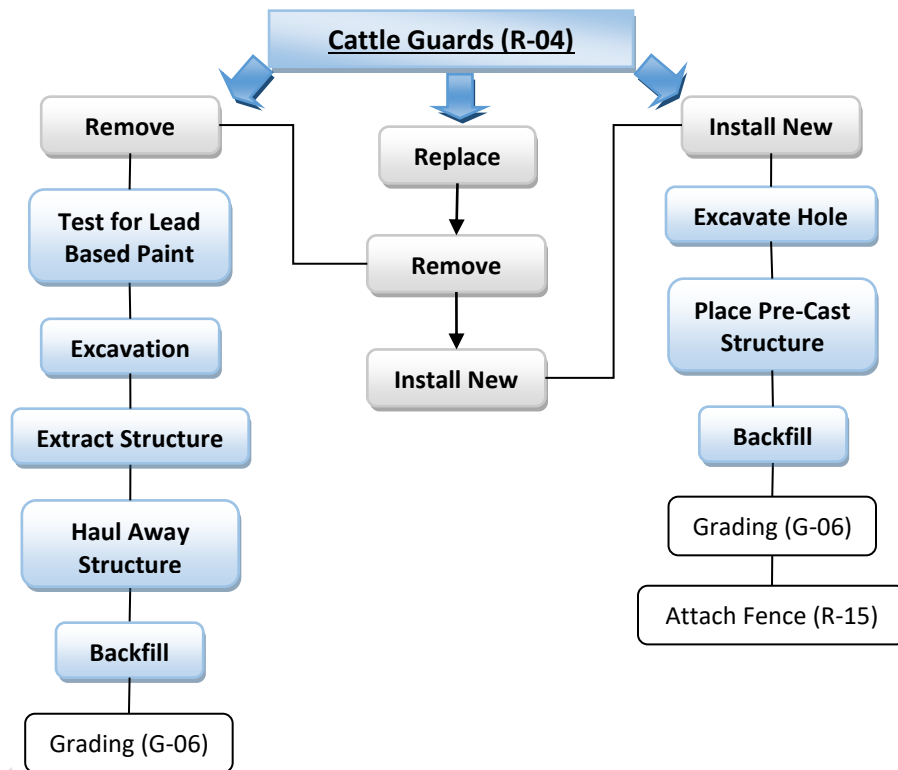 Cattle Guards (R-04)
Remove
Test for Lead
Based Paint
Excavation
Extract Structure
Haul Away
Structure
Backfill
Grading (G-06)
Replace
Remove
Install New
Install New
Excavate Hole
Place Pre-Cast
Structure
Backfill
Grading (G-06)
Attach Fence (R-15)